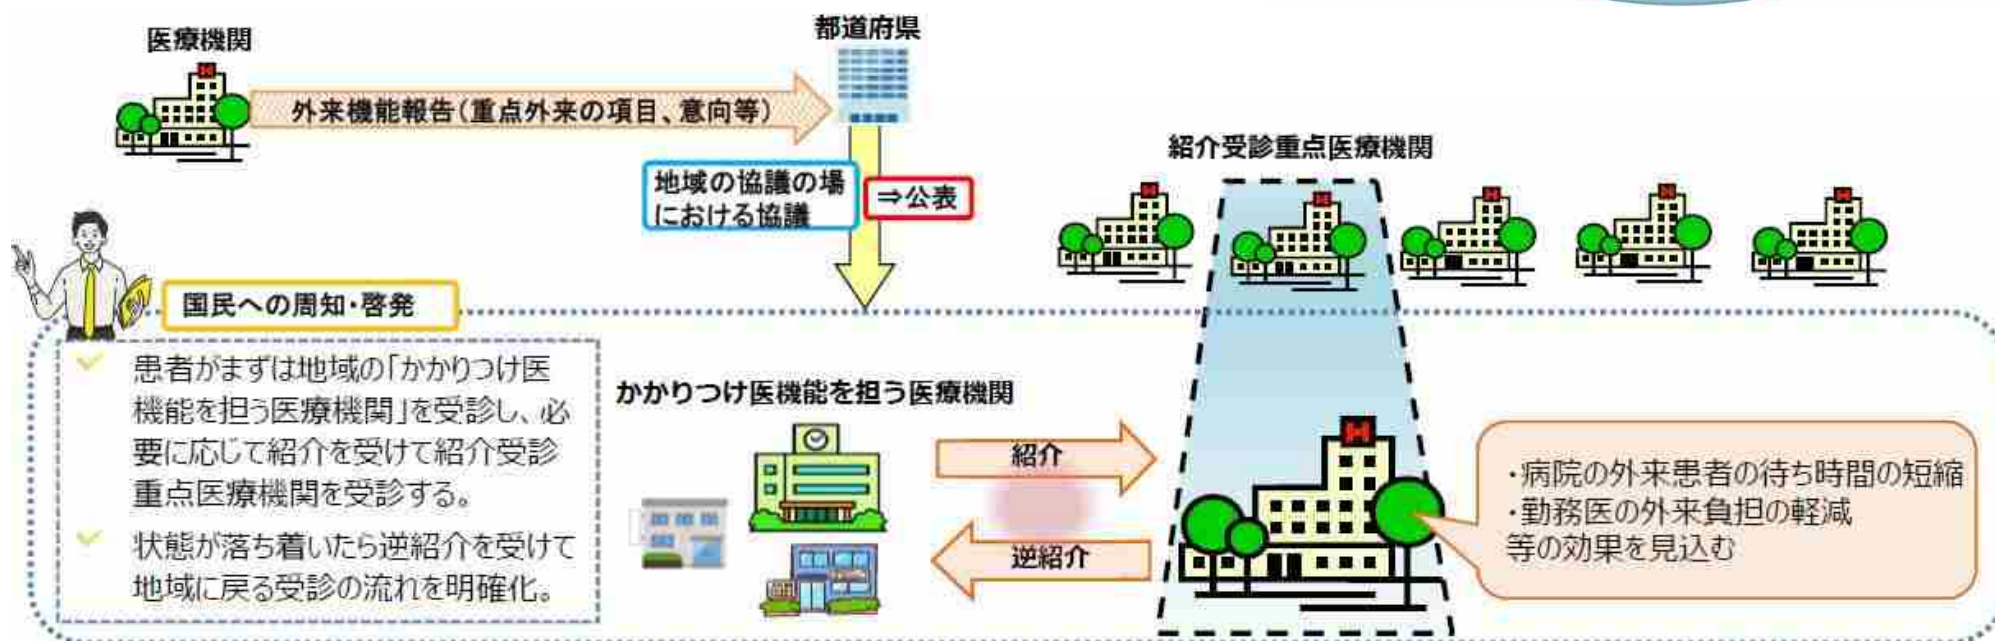 医療機関
都道府県
外来機能報告(重点外来の項目、意向等)
地域の協議の場
における協議
⇒公表
紹介受診重点医療機関
国民への周知・啓発
患者がまずは地域の「かかりつけ医
機能を担う医療機関」を受診し、必
要に応じて紹介を受けて紹介受診
重点医療機関を受診する。
状態が落ち着いたら逆紹介を受けて
地域に戻る受診の流れを明確化。
かかりつけ医機能を担う医療機関
紹介
逆紹介
・病院の外来患者の待ち時間の短縮
・勤務医の外来負担の軽減
等の効果を見込む